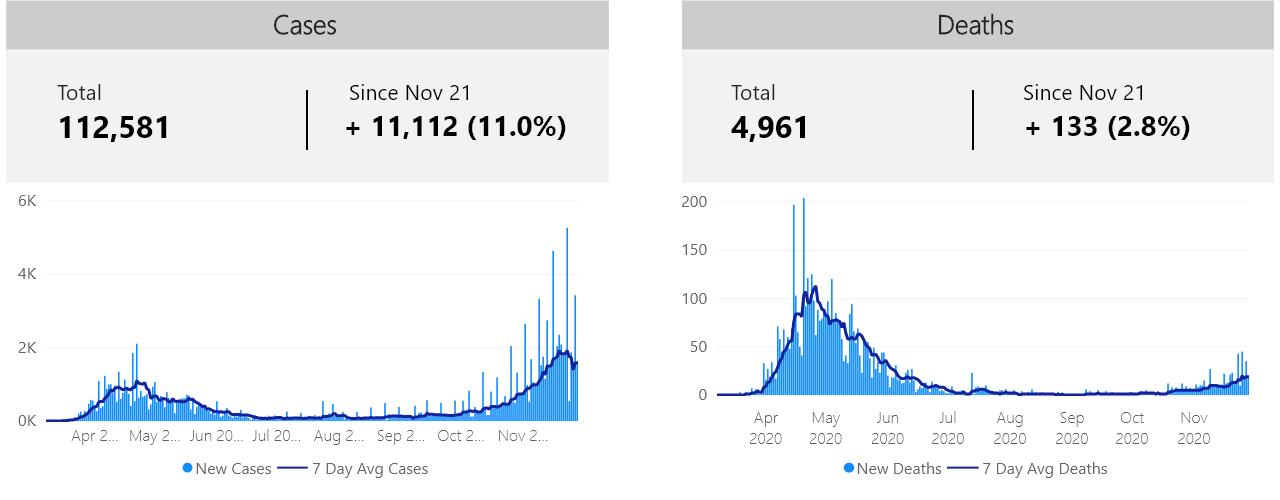 Cases
Total
112,581
Since Nov 21
+ 11,112 (11.0%)
6K
4K
2K
0K
Apr 2... May 2... Jun 20... Jul 20... Aug 2... Sep 2... Oct 2... Nov 2...
New Cases 7 Day Avg Cases
Deaths
Total
4,961
Since Nov 21
+ 133 (2.8%)
200
150
100
50
0
Apr May Jun Jul Aug Sep Oct Nov
2020 2020 2020 2020 2020 2020 2020 2020
New Deaths 7 Day Avg Deaths